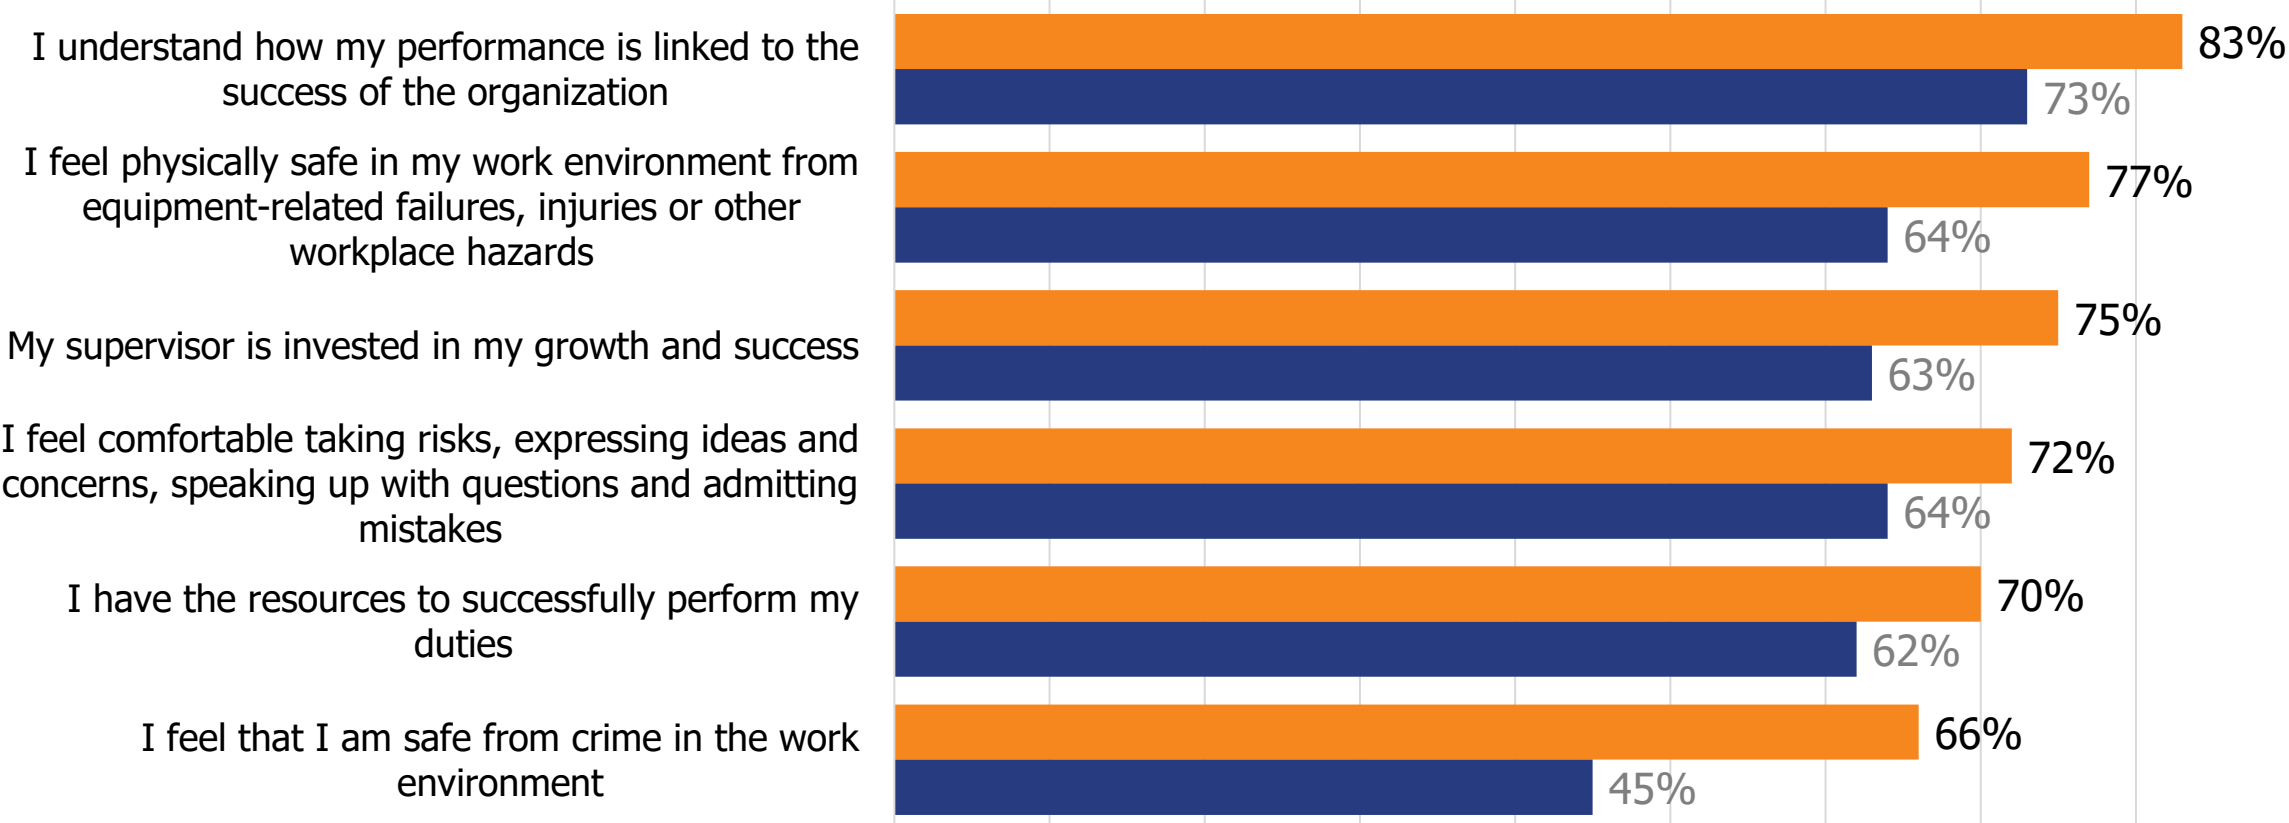 I understand how my performance is linked to the
success of the organization
83%
73%
I feel physically safe in my work environment from
equipment-related failures, injuries or other
workplace hazards
77%
64%
My supervisor is invested in my growth and success
75%
63%
I feel comfortable taking risks, expressing ideas and
concerns, speaking up with questions and admitting
mistakes
72%
64%
I have the resources to successfully perform my
duties
70%
62%
I feel that I am safe from crime in the work
environment
66%
45%